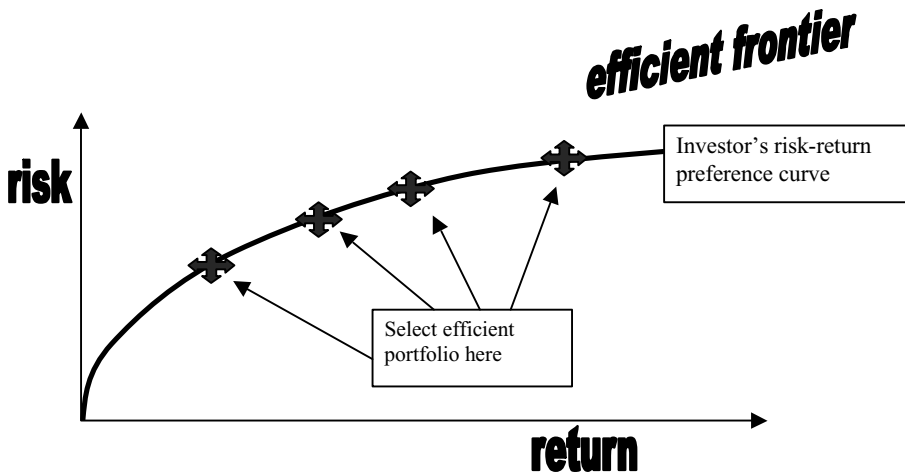 efficient frontier
Investor's risk-return
preference curve
risk
Select efficient
portfolio here
return